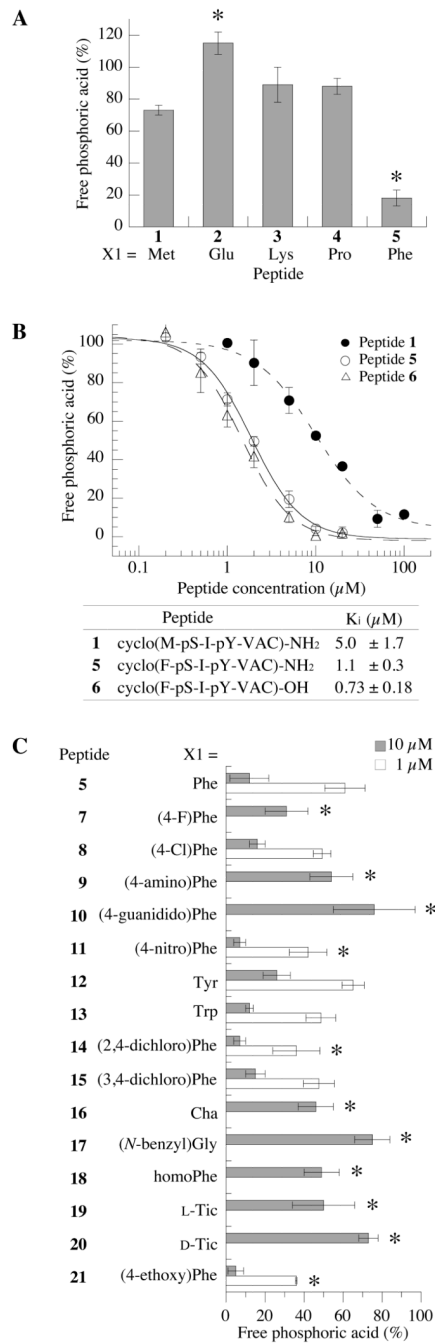 A
Free phosphoric acid (%)
120
100
80
60
40
20
0
*
*
1 2 3 4 5
X1 = Met Glu Lys Pro Phe
Peptide
B
Free phosphoric acid (%)
100
80
60
40
20
0
Peptide 1
Peptide 5
Peptide 6
0.1 1 10 100
Peptide concentration (µM)
Peptide Ki (µM)
1 cyclo(M-pS-I-pY-VAC)-NH2 5.0 ± 1.7
5 cyclo(F-pS-I-pY-VAC)-NH2 1.1 ± 0.3
6 cyclo(F-pS-I-pY-VAC)-OH 0.73 ± 0.18
C
Peptide X1 =
10 µM
1 µM
5 Phe
7 (4-F)Phe *
8 (4-Cl)Phe
9 (4-amino)Phe *
10 (4-guanidido)Phe *
11 (4-nitro)Phe *
12 Tyr
13 Trp
14 (2,4-dichloro)Phe *
15 (3,4-dichloro)Phe
16 Cha *
17 (N-benzyl)Gly *
18 homoPhe *
19 L-Tic *
20 D-Tic *
21 (4-ethoxy)Phe *
0 20 40 60 80 100
Free phosphoric acid (%)